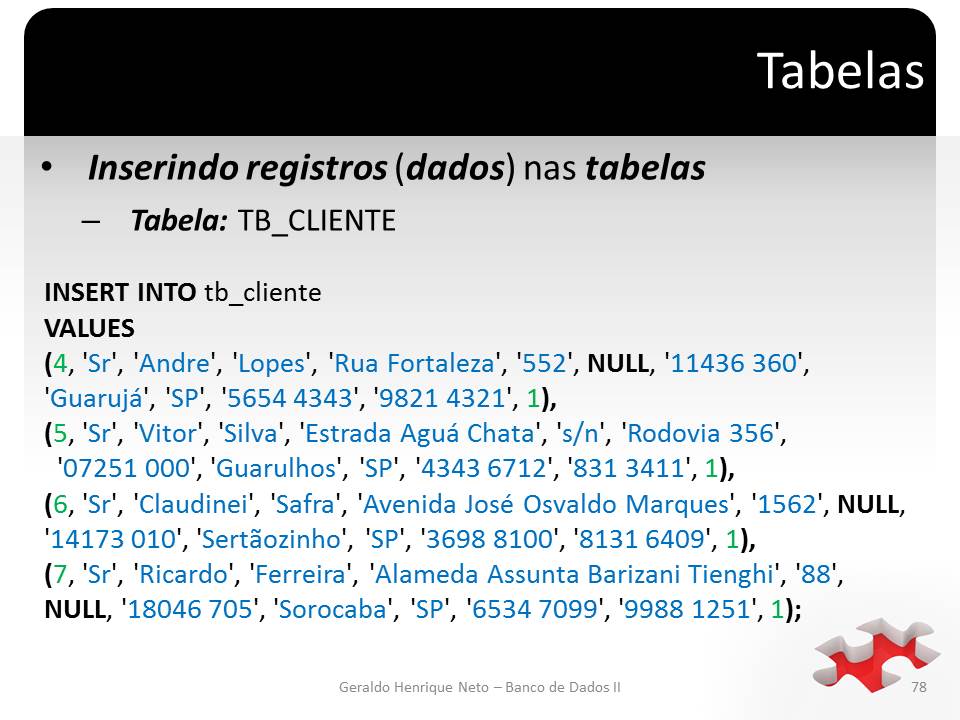 Tabelas
• Inserindo registros (dados) nas tabelas
– Tabela: TB_CLIENTE
INSERT INTO tb_cliente
VALUES
(4, 'Sr', 'Andre', 'Lopes', 'Rua Fortaleza', '552', NULL, '11436 360',
'Guarujá', 'SP', '5654 4343', '9821 4321', 1),
(5, 'Sr', 'Vitor', 'Silva', 'Estrada Aguá Chata', 's/n', 'Rodovia 356',
'07251 000', 'Guarulhos', 'SP', '4343 6712', '831 3411', 1),
(6, 'Sr', 'Claudinei', 'Safra', 'Avenida José Osvaldo Marques', '1562', NULL,
'14173 010', 'Sertãozinho', 'SP', '3698 8100', '8131 6409', 1),
(7, 'Sr', 'Ricardo', 'Ferreira', 'Alameda Assunta Barizani Tienghi', '88',
NULL, '18046 705', 'Sorocaba', 'SP', '6534 7099', '9988 1251', 1);
Geraldo Henrique Neto – Banco de Dados II
78